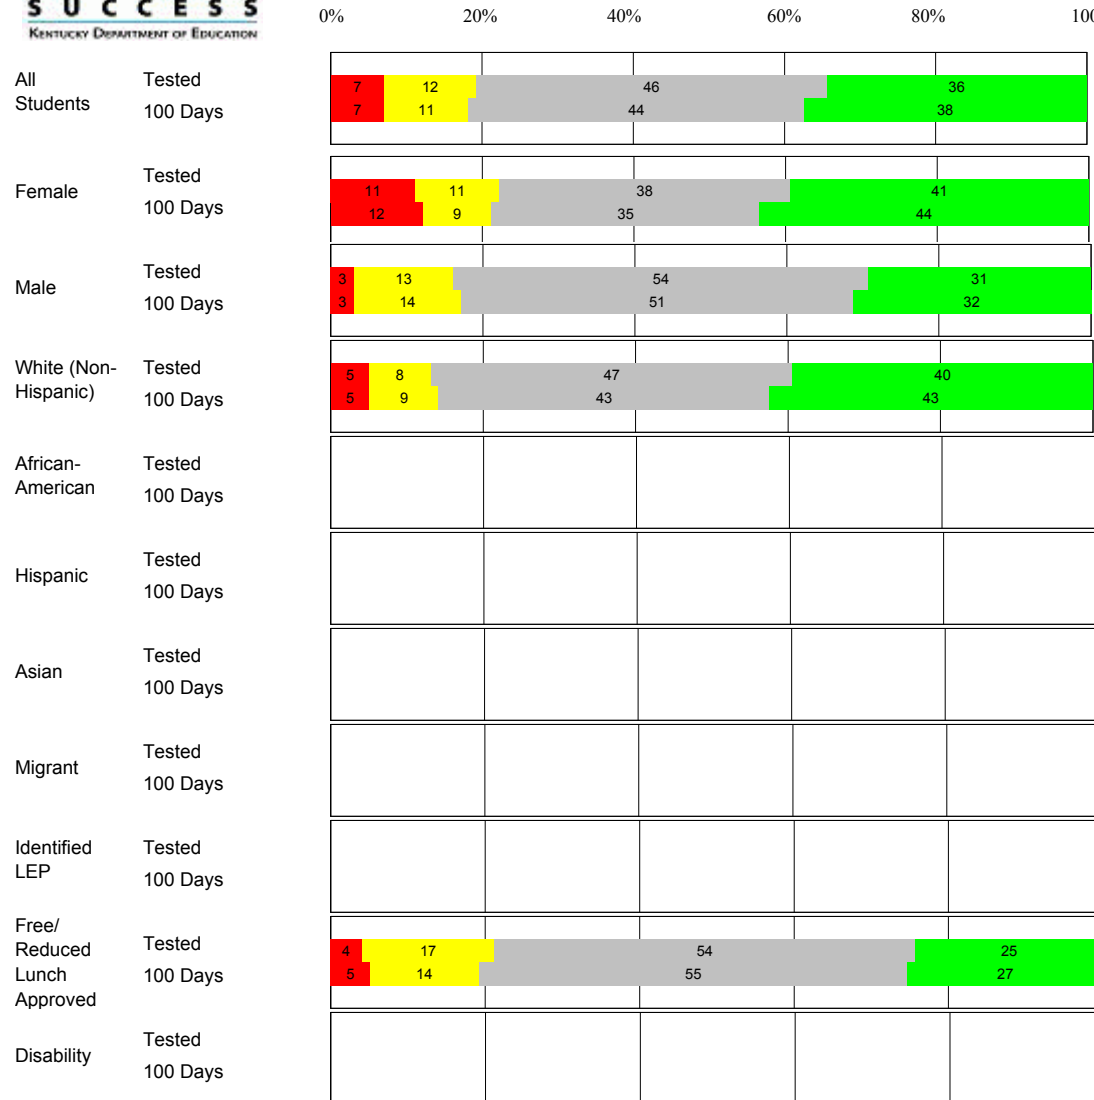 SUCCESS
KENTUCKY DEPARTMENT OF EDUCATION
0% 20% 40% 60% 80% 100
All
Students
Tested 7 12 46 36
100 Days 7 11 44 38
Female
Tested 11 11 38 41
100 Days 12 9 35 44
Male
Tested 3 13 54 31
100 Days 3 14 51 32
White (Non-
Hispanic)
Tested 5 8 47 40
100 Days 5 9 43 43
African-
American
Tested
100 Days
Hispanic
Tested
100 Days
Asian
Tested
100 Days
Migrant
Tested
100 Days
Identified
LEP
Tested
100 Days
Free/
Reduced
Lunch
Approved
Tested 4 17 54 25
100 Days 5 14 55 27
Disability
Tested
100 Days